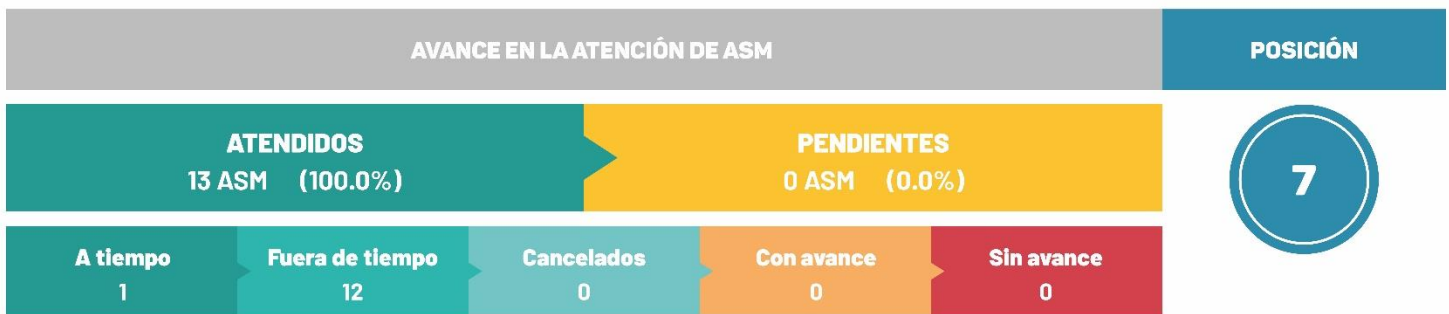 AVANCE EN LA ATENCIÓN DE ASM
POSICIÓN
ATENDIDOS
13 ASM (100.0%)
PENDIENTES
0 ASM (0.0%)
7
A tiempo
1
Fuera de tiempo
12
Cancelados
0
Con avance
0
Sin avance
0